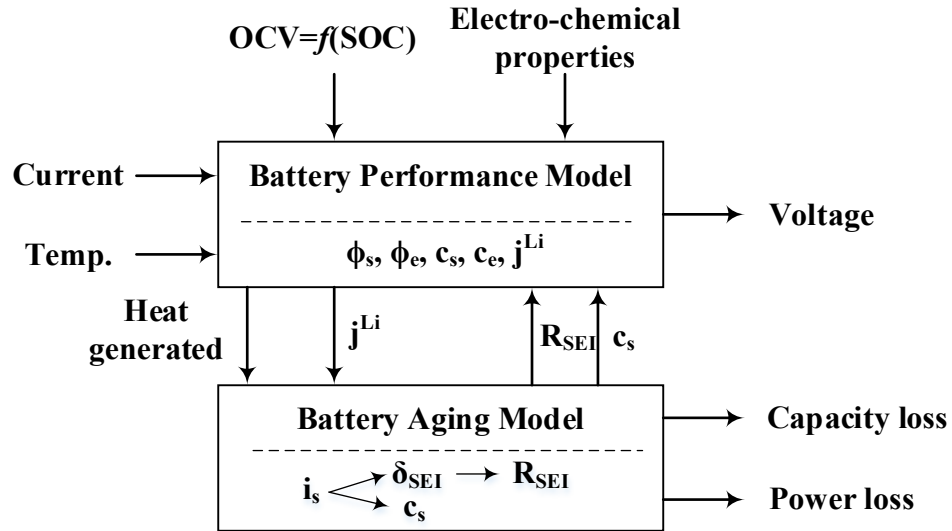 OCV=f(SOC)
Electro-chemical
properties
Current
Battery Performance Model
Voltage
Temp.
ϕs, ϕe, cs, ce, jLi
Heat
generated
jLi
RSEI
cs
Battery Aging Model
Capacity loss
is
δSEI
RSEI
cs
Power loss